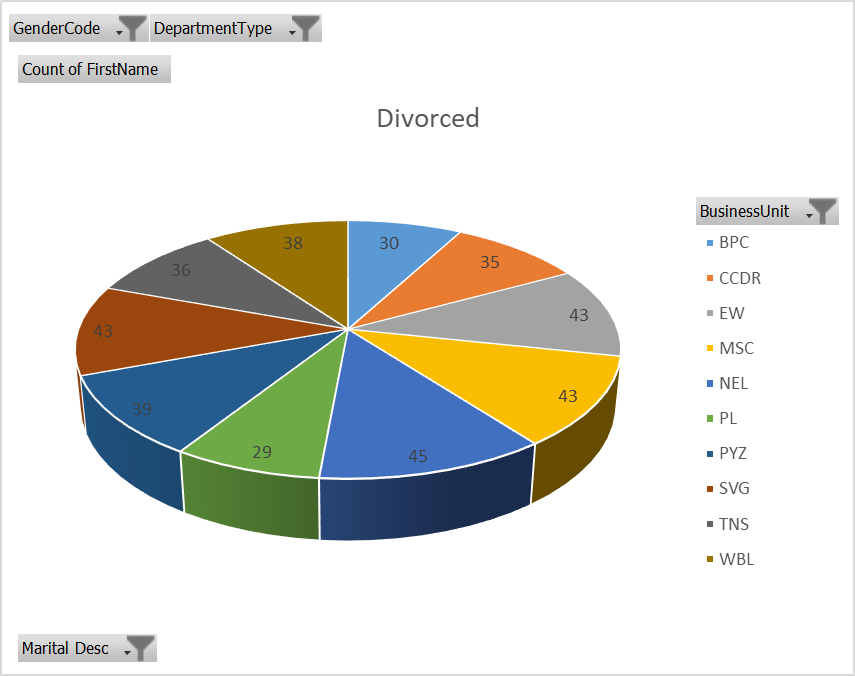 GenderCode DepartmentType
Count of FirstName
Divorced
BusinessUnit
BPC
CCDR
EW
MSC
NEL
PL
PYZ
SVG
TNS
WBL
30
35
43
43
45
29
39
43
36
38
Marital Desc